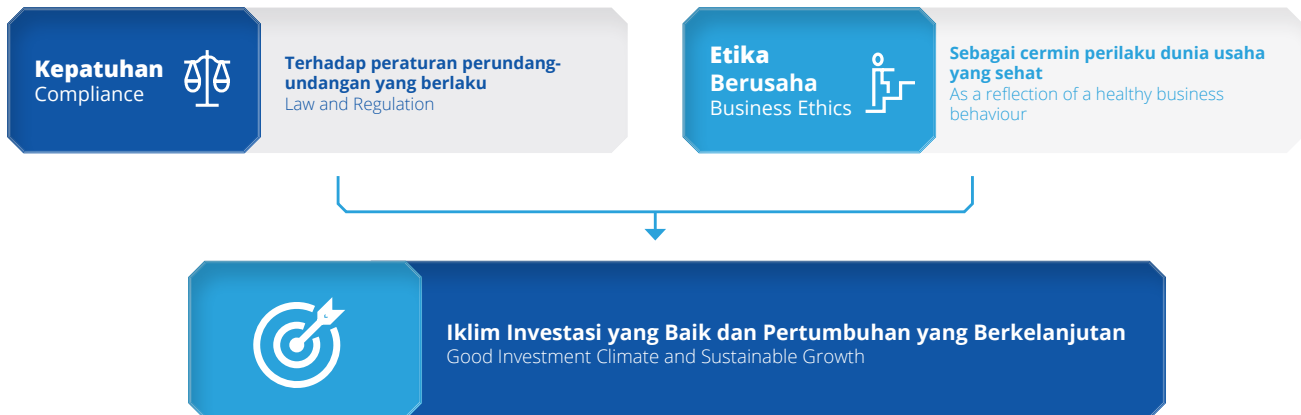 Kepatuhan
Compliance
Terhadap peraturan perundang-
undangan yang berlaku
Law and Regulation
Etika
Berusaha
Business Ethics
Sebagai cermin perilaku dunia usaha
yang sehat
As a reflection of a healthy business
behaviour
Iklim Investasi yang Baik dan Pertumbuhan yang Berkelanjutan
Good Investment Climate and Sustainable Growth